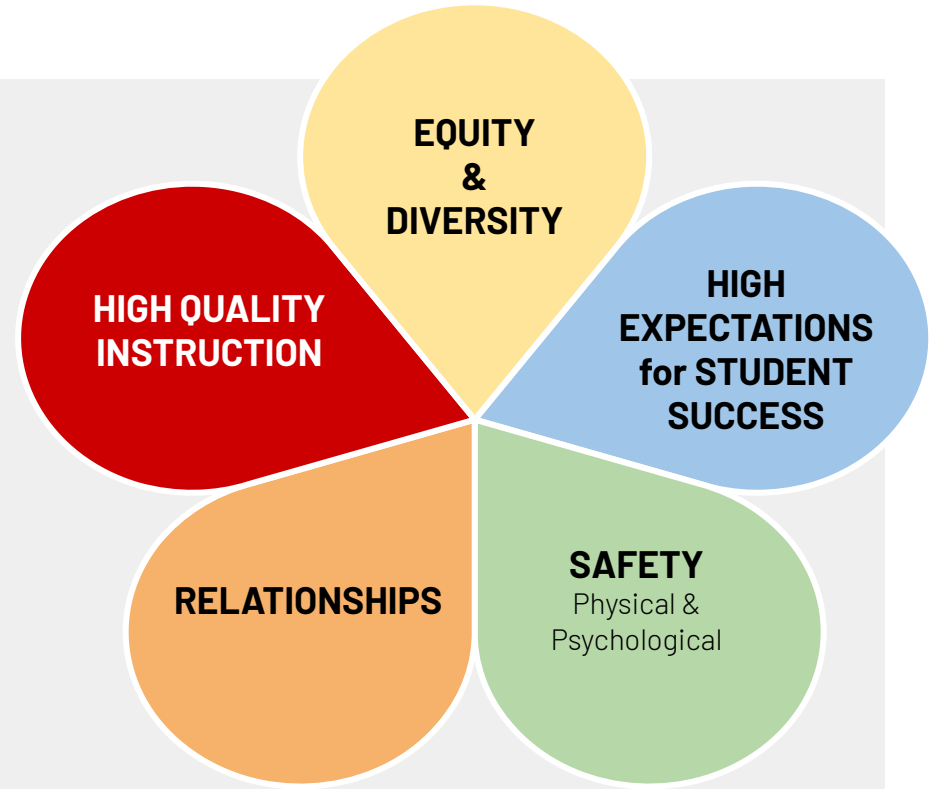 EQUITY
&
DIVERSITY
HIGH QUALITY
INSTRUCTION
HIGH
EXPECTATIONS
for STUDENT
SUCCESS
RELATIONSHIPS
SAFETY
Physical &
Psychological